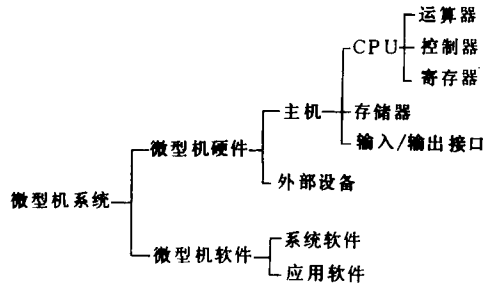 运算器
CPU 控制器
寄存器
主机 存储器
输入/输出接口
微型机硬件
外部设备
微型机系统
系统软件
微型机软件
应用软件